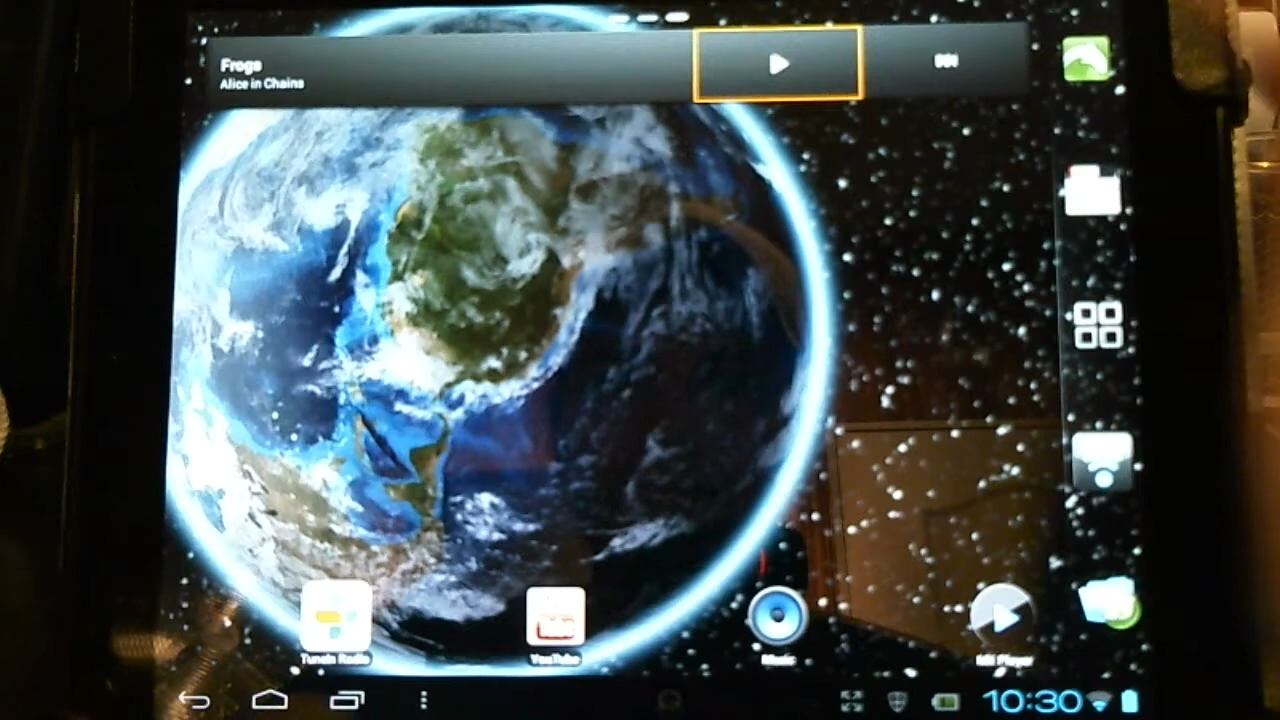 Frogs
Alice in Chains
TuneIn Radio
YouTube
Music
MX Player
10:30